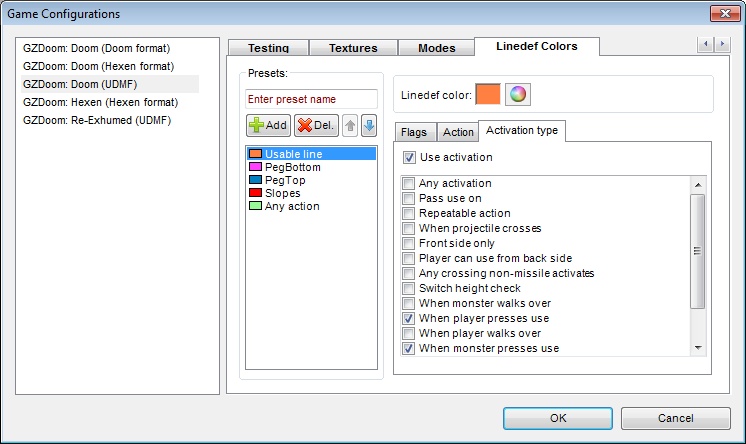 Game Configurations
GZDoom: Doom (Doom format)
GZDoom: Doom (Hexen format)
GZDoom: Doom (UDMF)
GZDoom: Hexen (Hexen format)
GZDoom: Re-Exhumed (UDMF)
Testing
Textures
Modes
Linedef Colors
Presets:
Enter preset name
Add
Del.
Usable line
PegBottom
PegTop
Slopes
Any action
Linedef color:
Flags
Action
Activation type
Use activation
Any activation
Pass use on
Repeatable action
When projectile crosses
Front side only
Player can use from back side
Any crossing non-missile activates
Switch height check
When monster walks over
When player presses use
When player walks over
When monster presses use
OK
Cancel